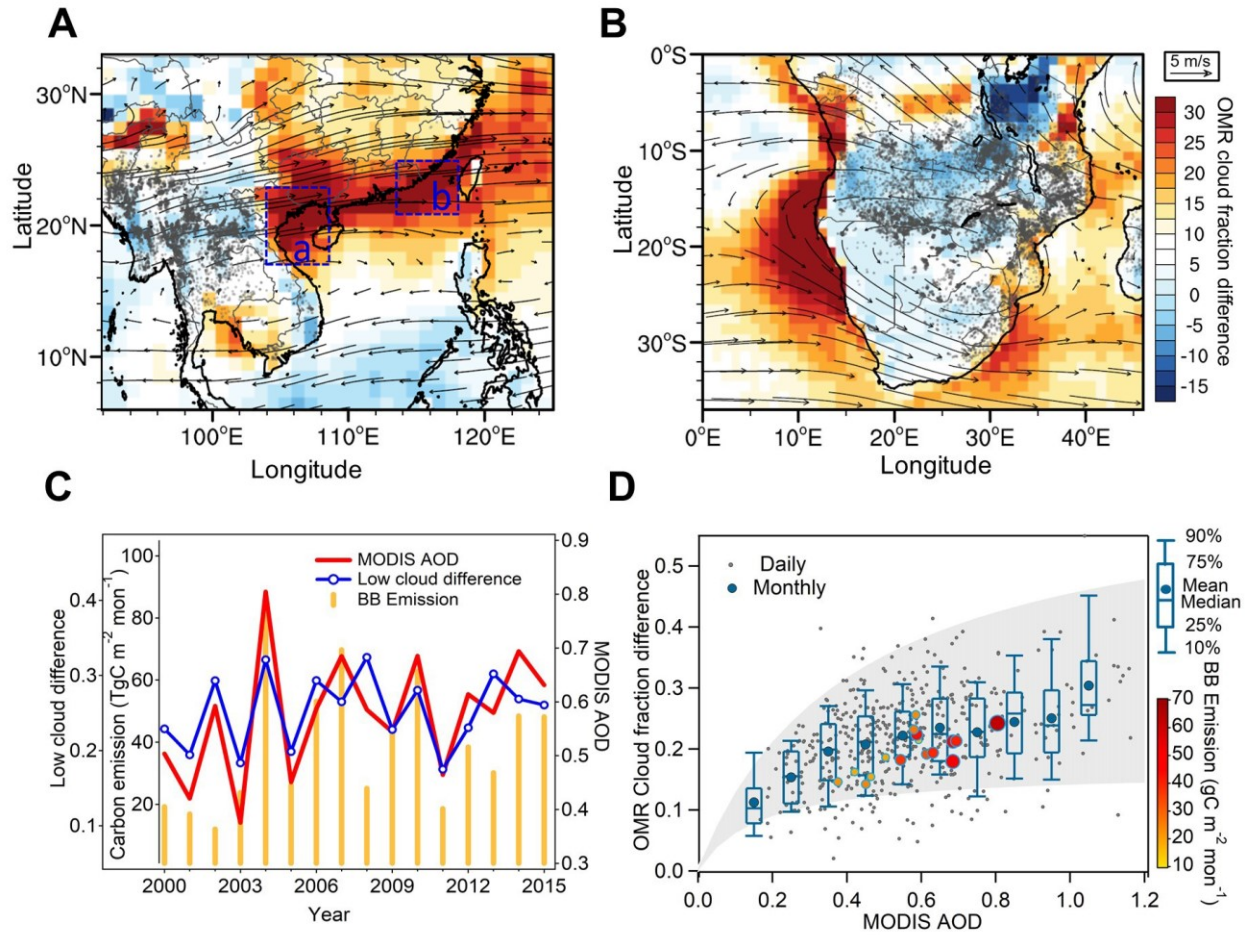 A
B
30°N
20°N
10°N
Latitude
100°E
110°E
120°E
Longitude
a
b
0°S
10°S
20°S
30°S
Latitude
0°E
10°E
20°E
30°E
40°E
Longitude
5 m/s
30
25
20
15
10
5
0
-5
-10
-15
OMR cloud fraction difference
C
D
MODIS AOD
Low cloud difference
BB Emission
Low cloud difference
0.4
0.3
0.2
0.1
Carbon emission (TgC m-2 mon-1)
100
80
60
40
20
0.9
0.8
0.7
0.6
0.5
0.4
0.3
MODIS AOD
2000
2003
2006
2009
2012
2015
Year
Daily
Monthly
OMR Cloud fraction difference
0.5
0.4
0.3
0.2
0.1
0.0
0.0
0.2
0.4
0.6
0.8
1.0
1.2
MODIS AOD
90%
75%
Mean
Median
25%
10%
70
60
50
40
30
20
10
BB Emission (gC m-2 mon-1)